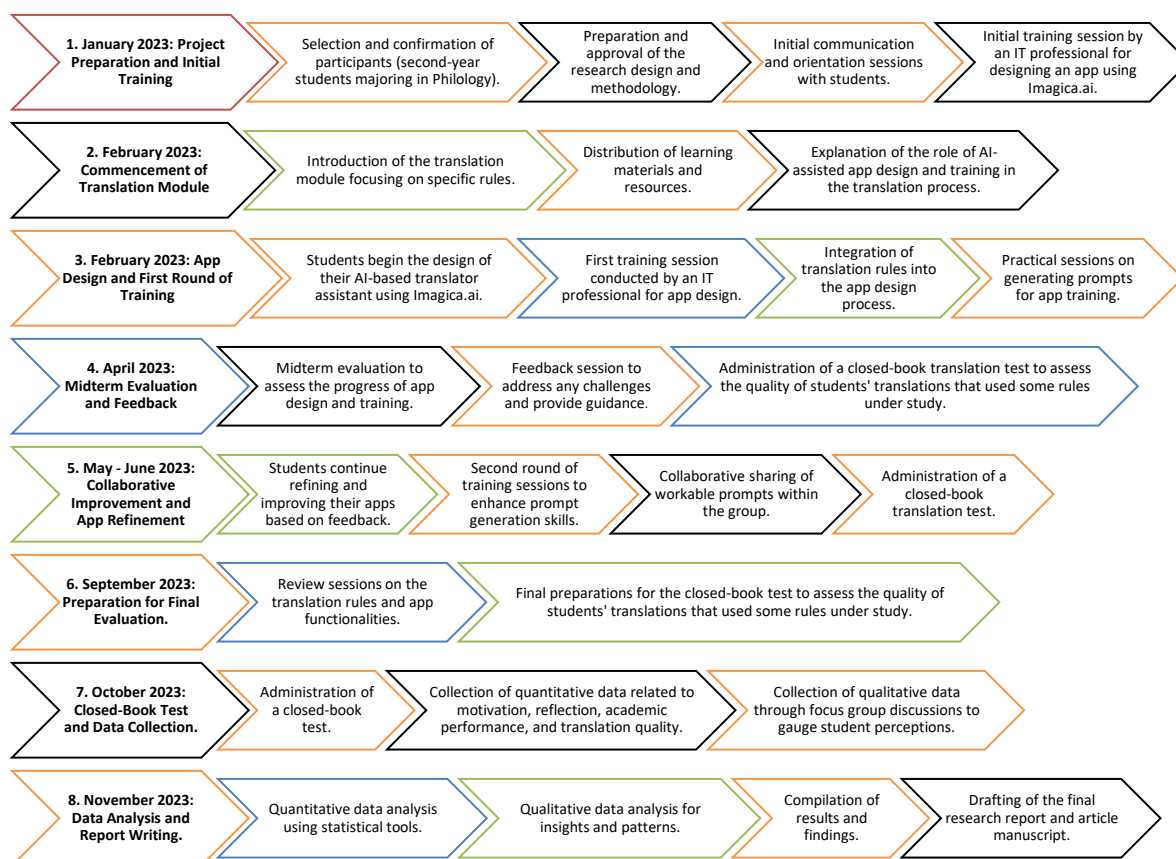 1. January 2023: Project
Preparation and Initial
Training
Selection and confirmation of
participants (second-year
students majoring in Philology).
Preparation and
approval of the
research design and
methodology.
Initial communication
and orientation sessions
with students.
Initial training session by
an IT professional for
designing an app using
Imagica.ai.
2. February 2023:
Commencement of
Translation Module
Introduction of the translation
module focusing on specific rules.
Distribution of learning
materials and
resources.
Explanation of the role of AI-
assisted app design and training in
the translation process.
3. February 2023: App
Design and First Round of
Training
Students begin the design of
their AI-based translator
assistant using Imagica.ai.
First training session
conducted by an IT
professional for app design.
Integration of
translation rules into
the app design
process.
Practical sessions on
generating prompts
for app training.
4. April 2023:
Midterm Evaluation
and Feedback
Midterm evaluation to
assess the progress of app
design and training.
Feedback session to
address any challenges
and provide guidance.
Administration of a closed-book translation test to assess
the quality of students' translations that used some rules
under study.
5. May - June 2023:
Collaborative
Improvement and
App Refinement
Students continue
refining and
improving their apps
based on feedback.
Second round of
training sessions to
enhance prompt
generation skills.
Collaborative sharing of
workable prompts within
the group.
Administration of a
closed-book
translation test.
6. September 2023:
Preparation for Final
Evaluation.
Review sessions on the
translation rules and app
functionalities.
Final preparations for the closed-book test to assess the quality of
students' translations that used some rules under study.
7. October 2023:
Closed-Book Test
and Data Collection.
Administration of
a closed-book
test.
Collection of quantitative data related to
motivation, reflection, academic
performance, and translation quality.
Collection of qualitative data
through focus group discussions to
gauge student perceptions.
8. November 2023:
Data Analysis and
Report Writing.
Quantitative data analysis
using statistical tools.
Qualitative data analysis for
insights and patterns.
Compilation of
results and
findings.
Drafting of the final
research report and article
manuscript.